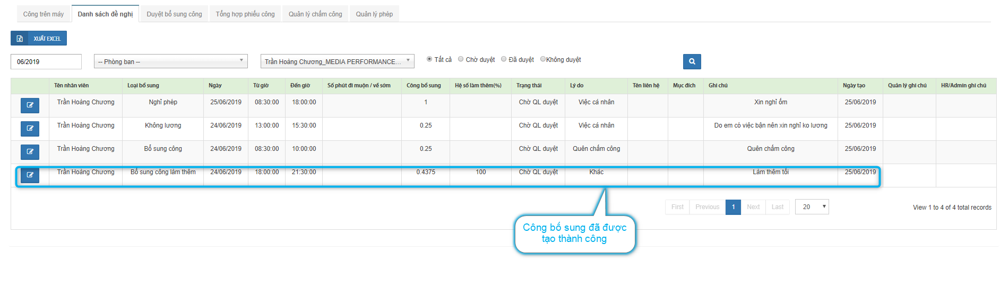 Công trên máy Danh sách đề nghị Duyệt bổ sung công Tổng hợp phiếu công Quản lý chấm công Quản lý phép
XUẤT EXCEL
06/2019 -- Phòng ban -- Trần Hoàng Chương_MEDIA PERFORMANCE... Tất cả Chờ duyệt Đã duyệt Không duyệt
Tên nhân viên Loại bổ sung Ngày Từ giờ Đến giờ Số phút đi muộn / về sớm Công bổ sung Hệ số làm thêm(%) Trạng thái Lý do Tên liên hệ Mục đích Ghi chú Ngày tạo Quản lý ghi chú HR/Admin ghi chú
Trần Hoàng Chương Nghỉ phép 25/06/2019 08:30:00 18:00:00 1 Chờ QL duyệt Việc cá nhân Xin nghỉ ốm 25/06/2019
Trần Hoàng Chương Không lương 24/06/2019 13:00:00 15:30:00 0.25 Chờ QL duyệt Việc cá nhân Do em có việc bận nên xin nghỉ ko lương 25/06/2019
Trần Hoàng Chương Bổ sung công 24/06/2019 08:30:00 10:00:00 0.25 Chờ QL duyệt Quên chấm công Quên chấm công 25/06/2019
Trần Hoàng Chương Bổ sung công làm thêm 24/06/2019 18:00:00 21:30:00 0.4375 100 Chờ QL duyệt Khác Làm thêm tối 25/06/2019
First Previous 1 Next Last 20 View 1 to 4 of 4 total records
Công bổ sung đã được
tạo thành công